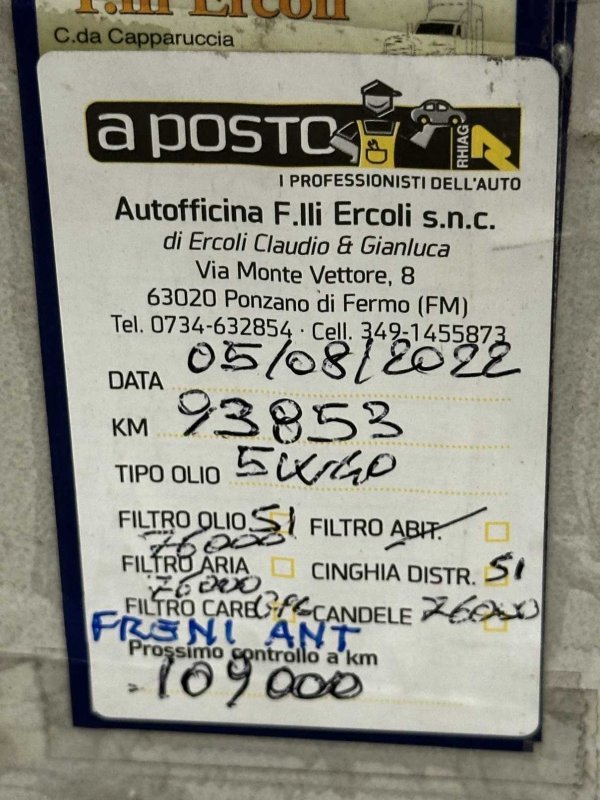 F.lli Ercoli
C.da Capparuccia
a POSTO
RHIAG
I PROFESSIONISTI DELL'AUTO
Autofficina F.lli Ercoli s.n.c.
di Ercoli Claudio & Gianluca
Via Monte Vettore, 8
63020 Ponzano di Fermo (FM)
Tel. 0734-632854 · Cell. 349-1455873
DATA 05/08/2022
KM 93853
TIPO OLIO 5W40
FILTRO OLIO SI FILTRO ABIT.
76000
FILTRO ARIA CINGHIA DISTR. SI
76000
FILTRO CARB CANDELE 76000
FRENI ANT
Prossimo controllo a km
109000